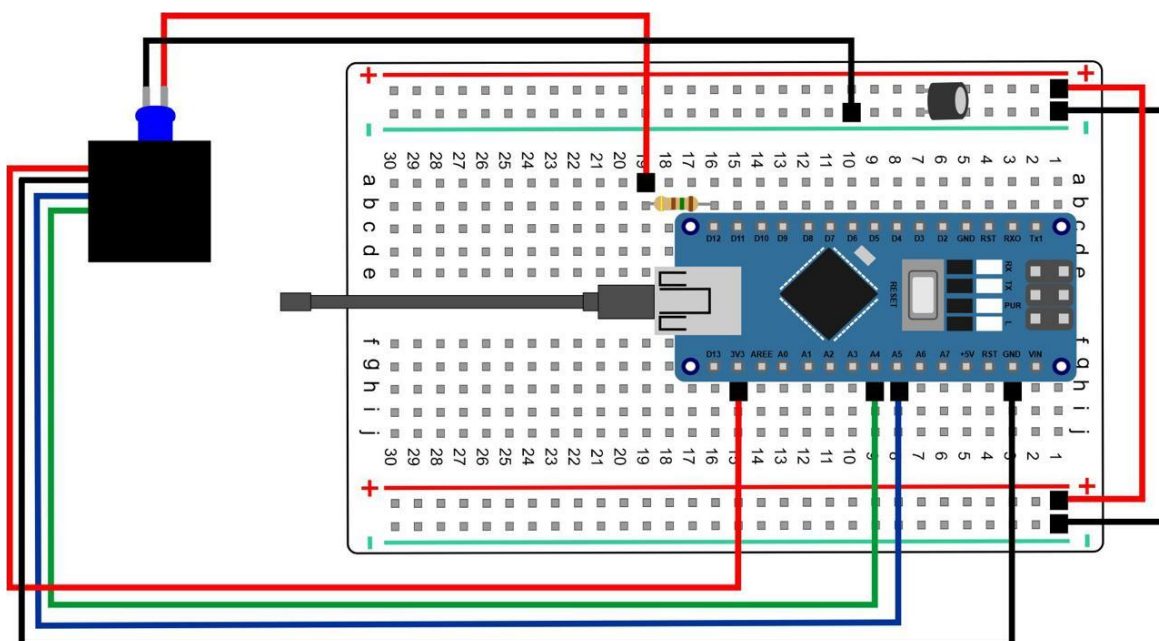 + +
- -
30 29 28 27 26 25 24 23 22 21 20 19 18 17 16 15 14 13 12 11 10 9 8 7 6 5 4 3 2 1
a a
b b
c c
D12 D11 D10 D9 D8 D7 D6 D5 D4 D3 D2 GND RST RXO Tx1
d d
e e
RESET
RX
TX
PUR
L
f f
D13 3V3 AREE A0 A1 A2 A3 A4 A5 A6 A7 +5V RST GND VIN
g g
h h
i i
j j
30 29 28 27 26 25 24 23 22 21 20 19 18 17 16 15 14 13 12 11 10 9 8 7 6 5 4 3 2 1
+ +
- -